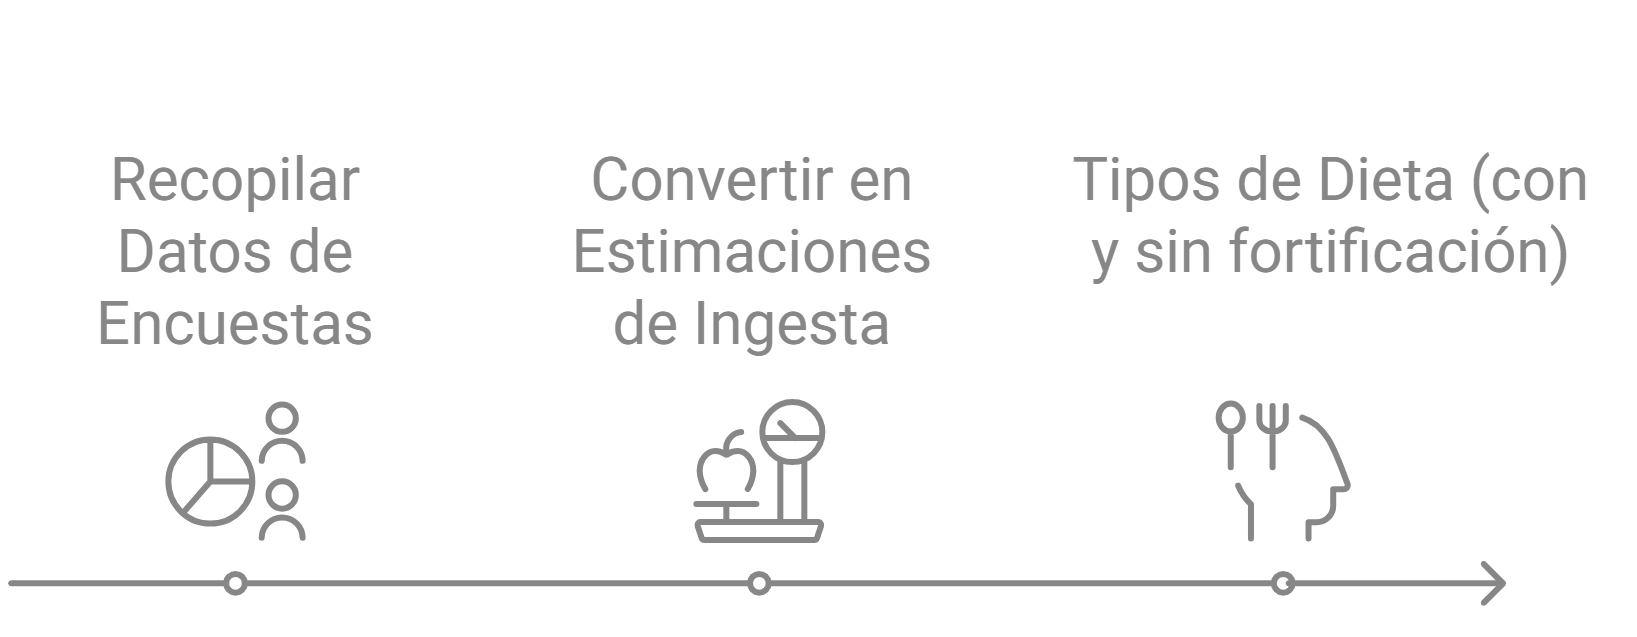 Recopilar
Datos de
Encuestas
Convertir en
Estimaciones
de Ingesta
Tipos de Dieta (con
y sin fortificación)